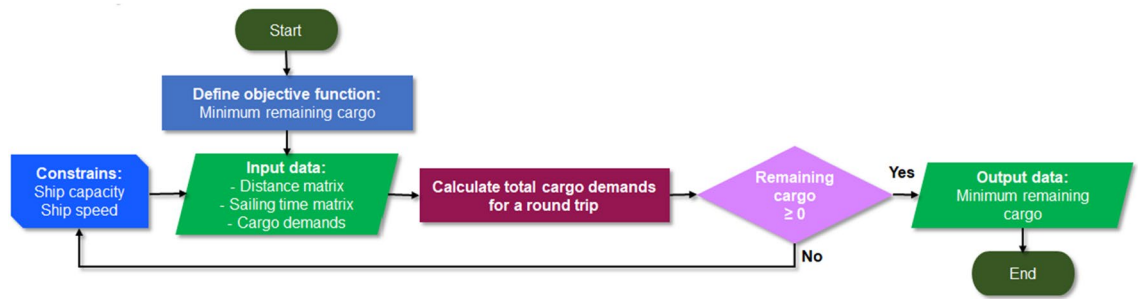 Start
Define objective function:
Minimum remaining cargo
Constrains:
Ship capacity
Ship speed
Input data:
- Distance matrix
- Sailing time matrix
- Cargo demands
Calculate total cargo demands
for a round trip
Remaining
cargo
≥ 0
Yes
No
Output data:
Minimum remaining
cargo
End